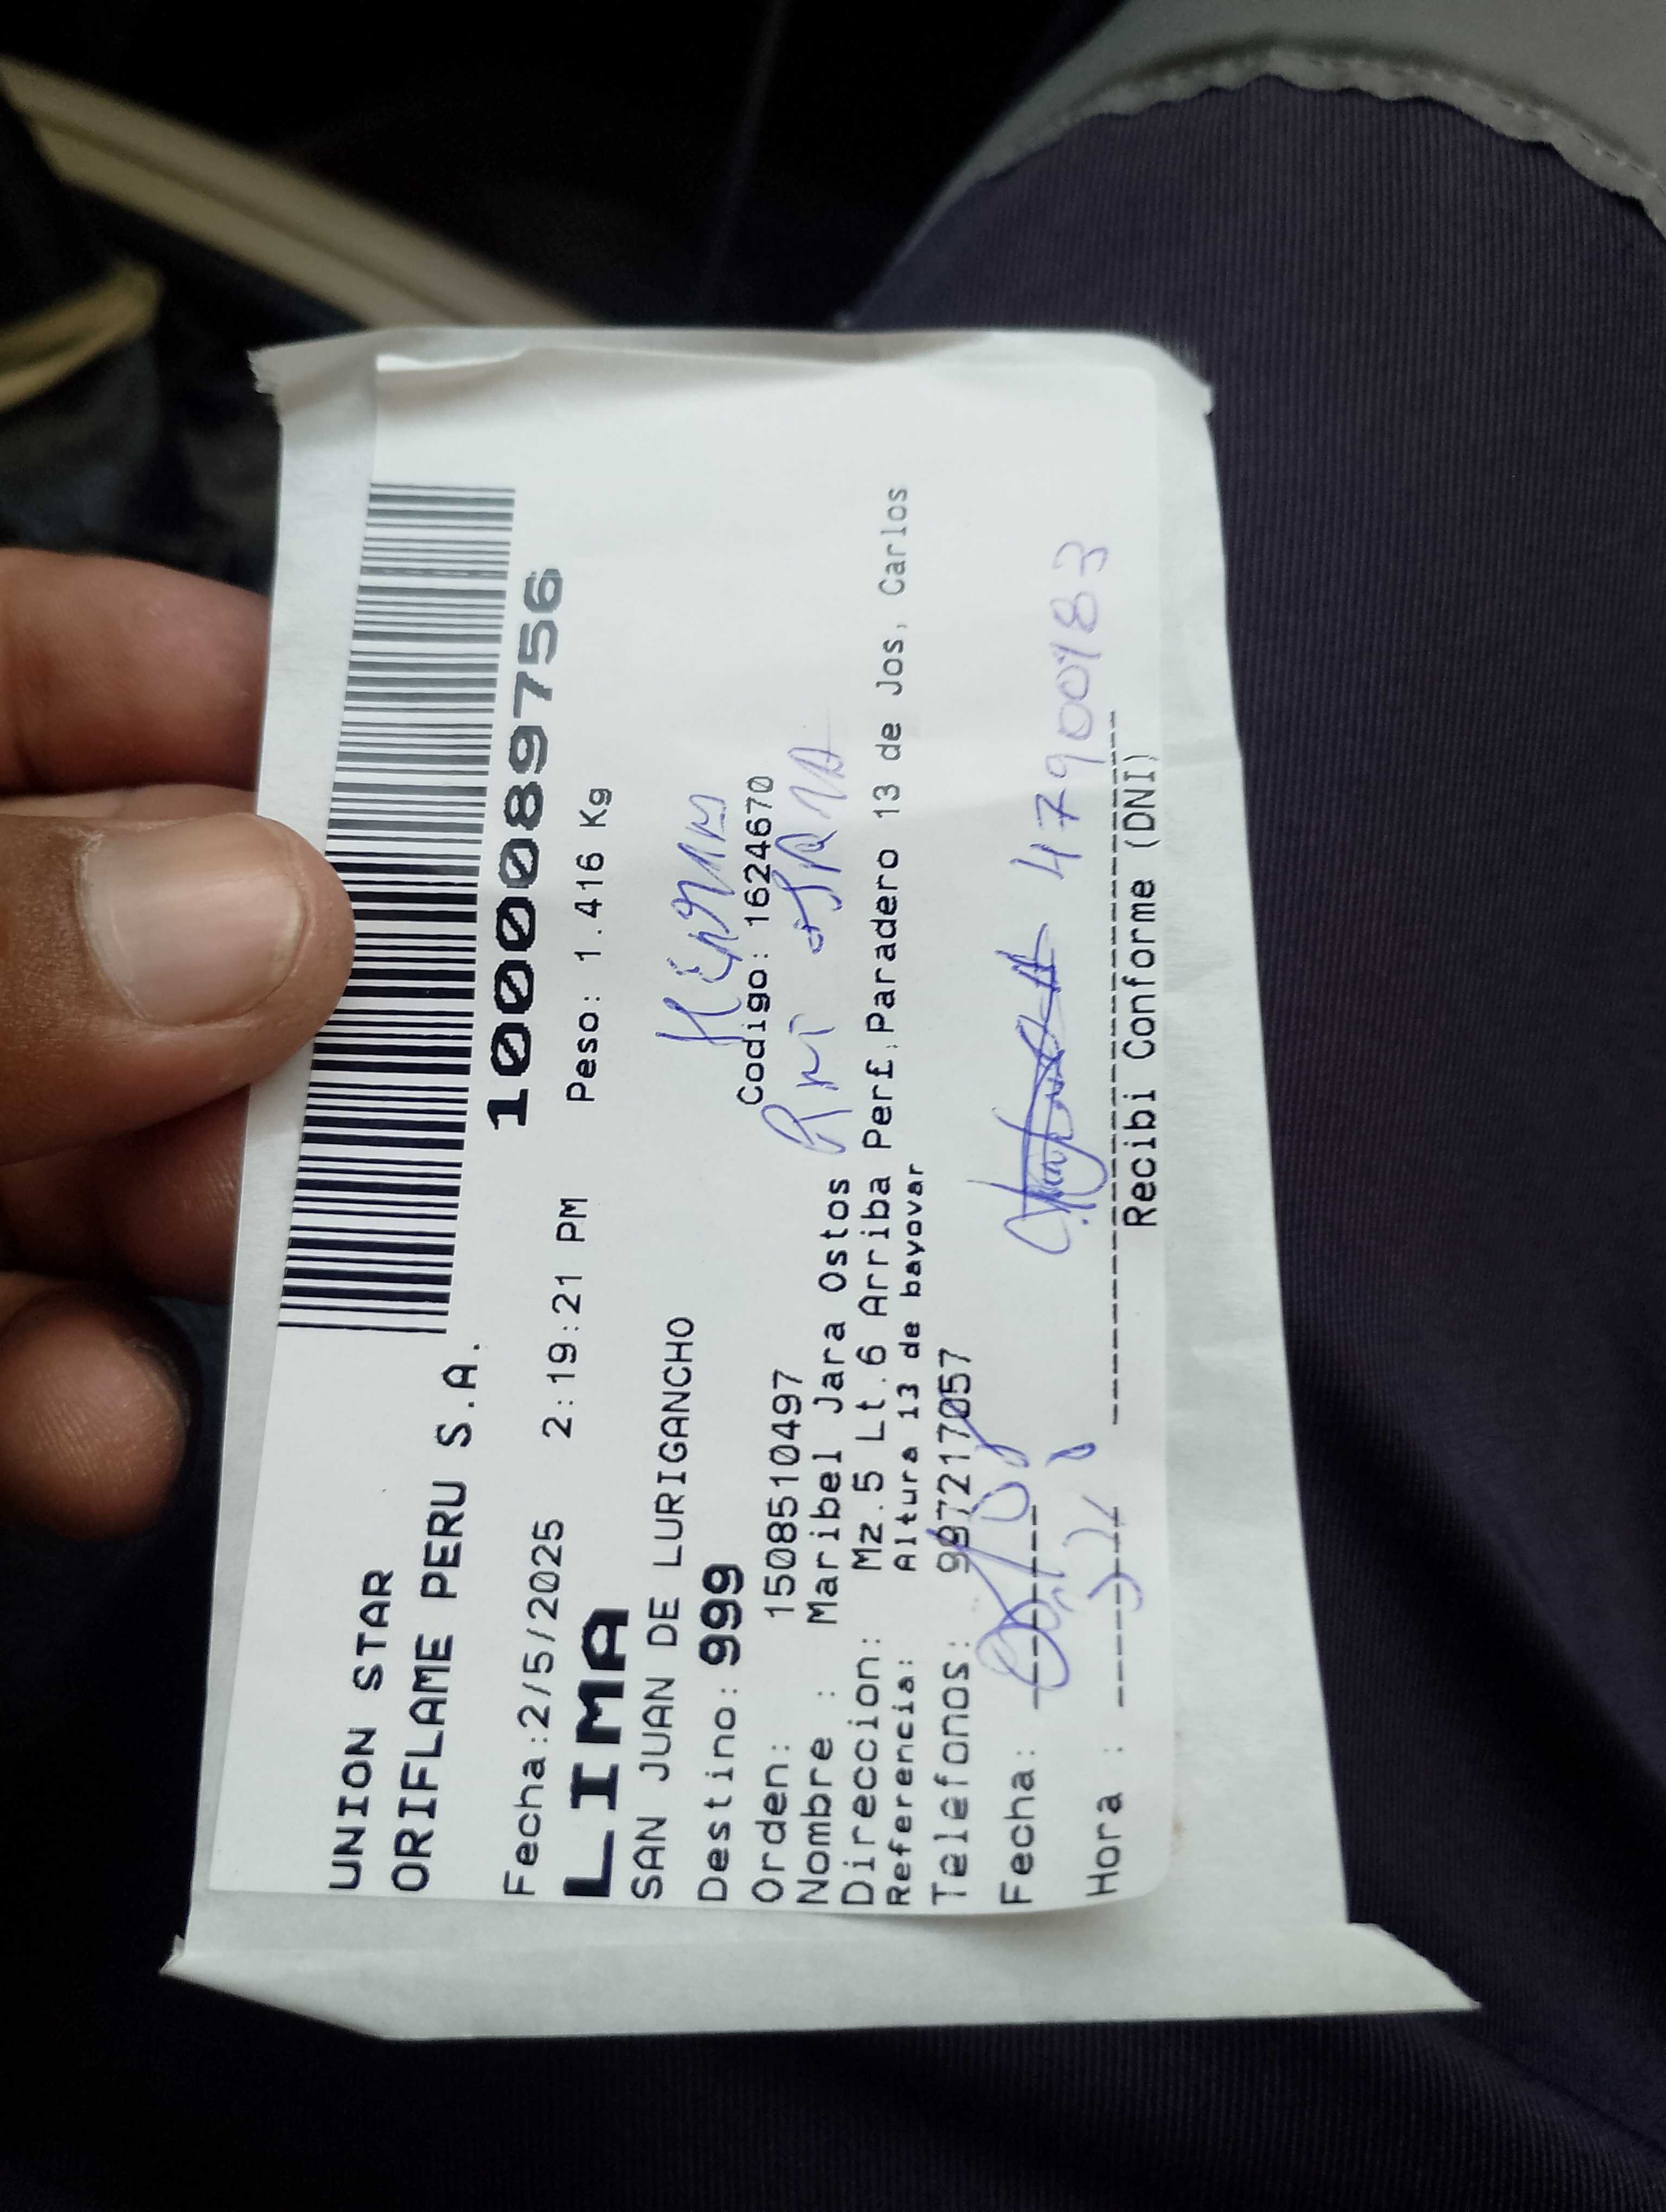 UNION STAR
ORIFLAME PERU S.A.
1000089756
Fecha:2/5/2025 2:19:21 PM Peso: 1.416 Kg
LIMA
SAN JUAN DE LURIGANCHO
Destino: 999
Orden: 1508510497 Codigo: 1624670
Nombre : Maribel Jara Ostos
Direccion: Mz.5 Lt.6 Arriba Perf. Paradero 13 de Jos, Carlos
Referencia: Altura 13 de bayovar
Telefonos: 997217057
Fecha:
47900183
Hora :
Recibi Conforme (DNI)